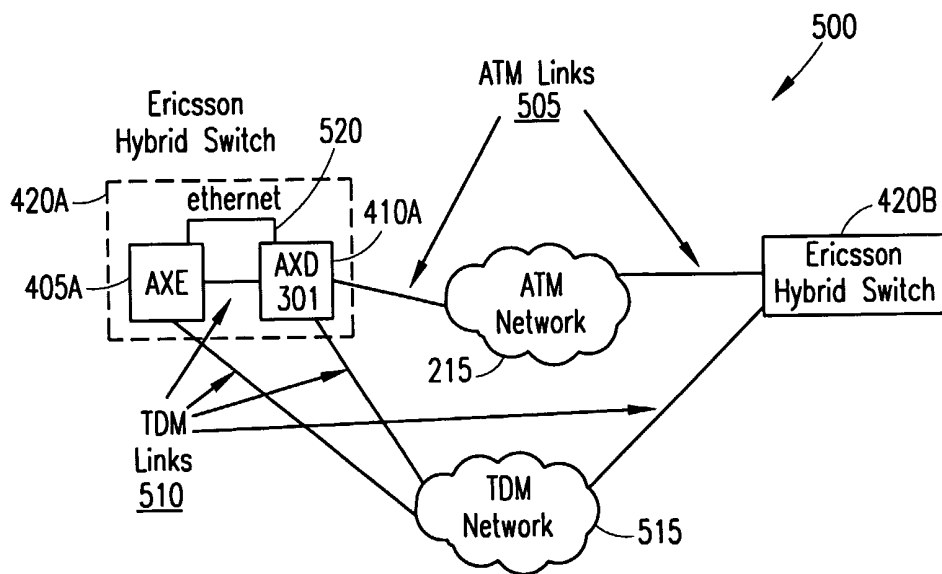 500
ATM Links
505
Ericsson
Hybrid Switch
520
420A
ethernet
410A
420B
405A
AXE
AXD
301
Ericsson
Hybrid Switch
ATM
Network
215
TDM
Links
510
TDM
Network
515